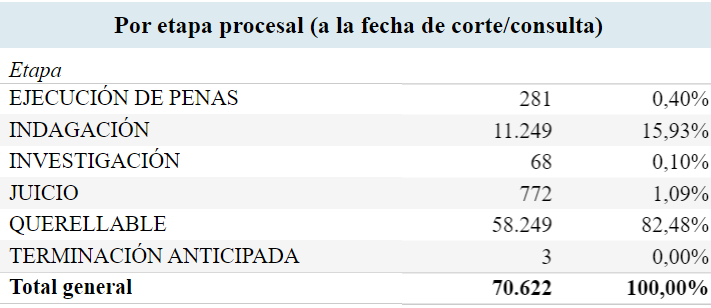 Por etapa procesal (a la fecha de corte/consulta)
Etapa
EJECUCIÓN DE PENAS 281 0,40%
INDAGACIÓN 11.249 15,93%
INVESTIGACIÓN 68 0,10%
JUICIO 772 1,09%
QUERELLABLE 58.249 82,48%
TERMINACIÓN ANTICIPADA 3 0,00%
Total general 70.622 100,00%